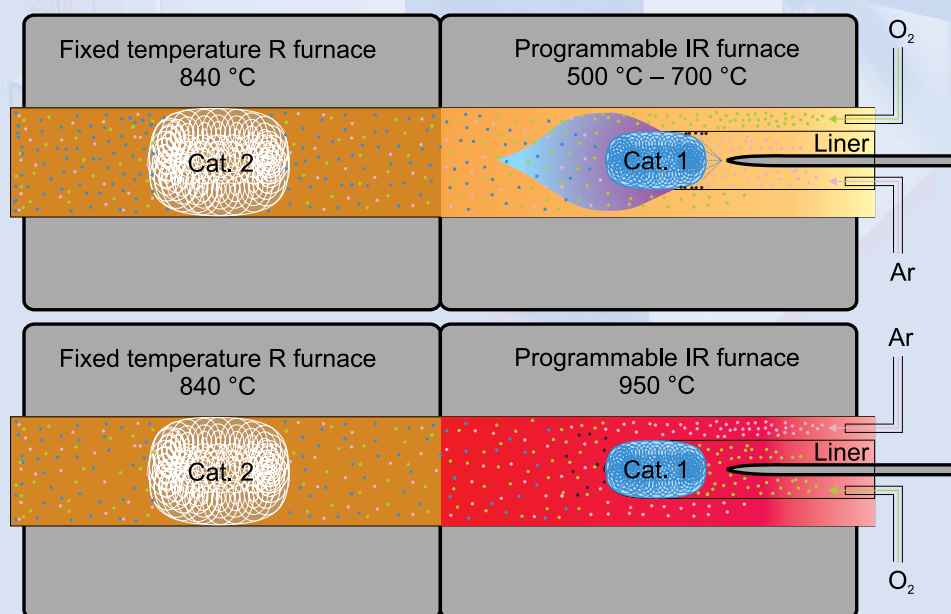 Fixed temperature R furnace
840 °C
Programmable IR furnace
500 °C – 700 °C
O₂
Cat. 2
Cat. 1
Liner
Ar
Fixed temperature R furnace
840 °C
Programmable IR furnace
950 °C
Ar
Cat. 2
Cat. 1
Liner
O₂